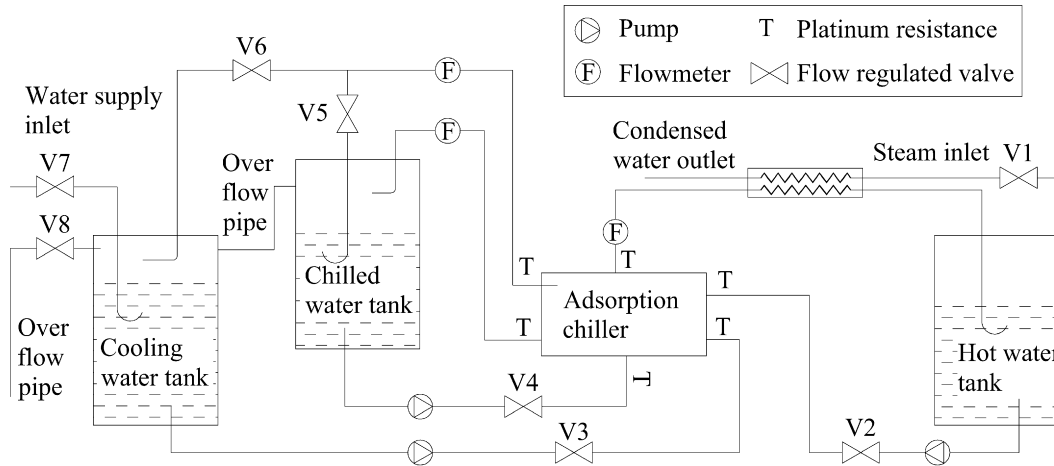 Pump
T
Platinum resistance
F
Flowmeter
Flow regulated valve
V6
F
Water supply
inlet
V5
F
Condensed
water outlet
Steam inlet
V1
V7
Over
flow
pipe
V8
F
T
T
T
Chilled
water tank
Adsorption
chiller
T
T
Over
flow
pipe
Cooling
water tank
Hot water
tank
T
V4
V3
V2